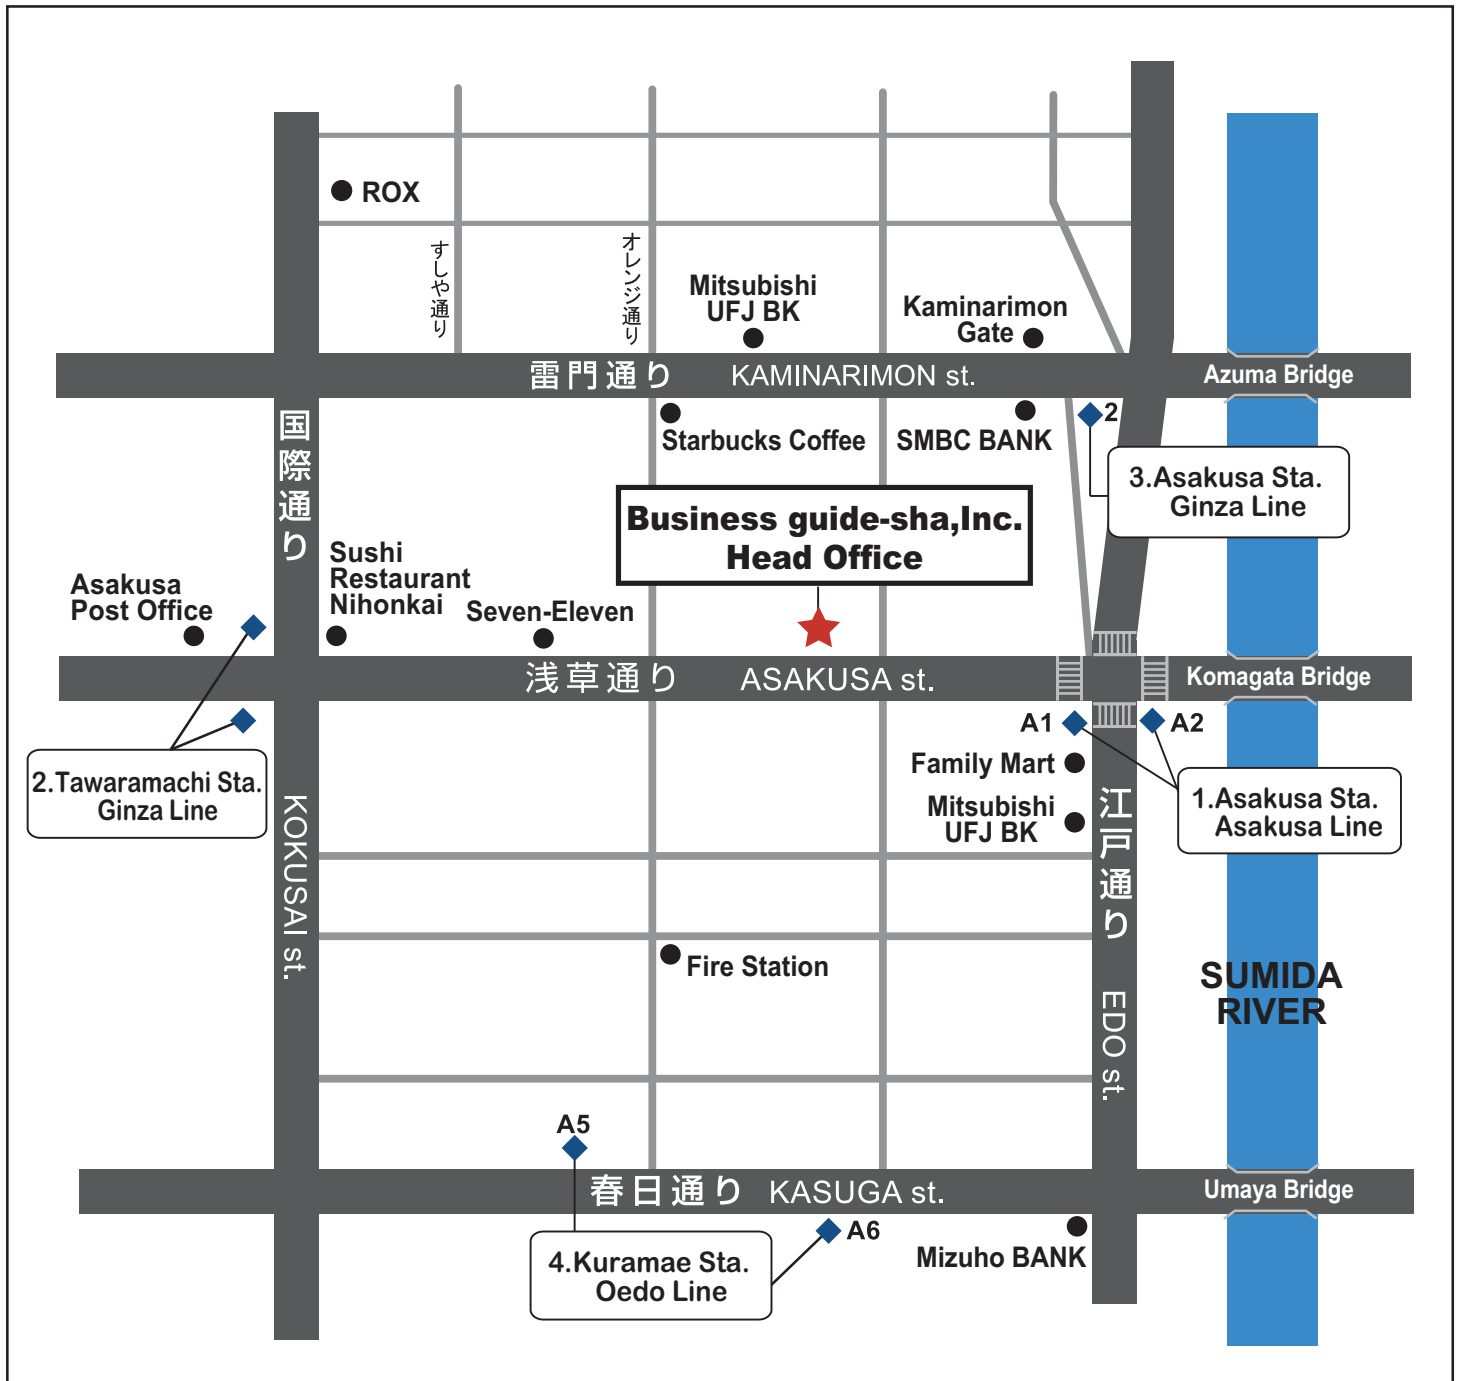 ROX
すしや通り
オレンジ通り
Mitsubishi
UFJ BK
Kaminarimon
Gate
雷門通り KAMINARIMON st.
Azuma Bridge
国際通り
Starbucks Coffee
SMBC BANK
2
3.Asakusa Sta.
Ginza Line
Business guide-sha,Inc.
Head Office
Asakusa
Post Office
Sushi
Restaurant
Nihonkai
Seven-Eleven
浅草通り ASAKUSA st.
Komagata Bridge
A1
A2
2.Tawaramachi Sta.
Ginza Line
Family Mart
Mitsubishi
UFJ BK
1.Asakusa Sta.
Asakusa Line
KOKUSAI st.
江戸通り EDO st.
Fire Station
SUMIDA
RIVER
A5
春日通り KASUGA st.
Umaya Bridge
A6
4.Kuramae Sta.
Oedo Line
Mizuho BANK